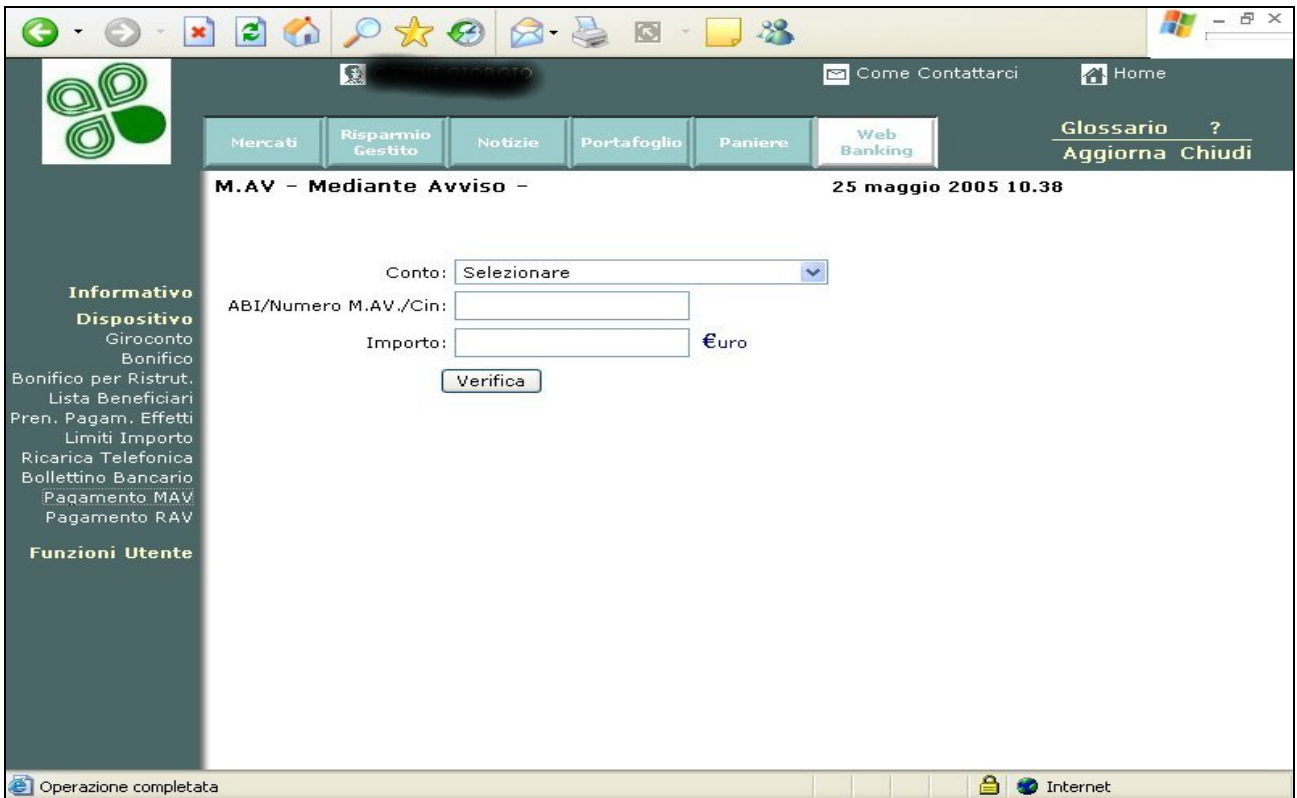 Come Contattarci
Home
Mercati
Risparmio
Gestito
Notizie
Portafoglio
Paniere
Web
Banking
Glossario ?
Aggiorna Chiudi
M.AV - Mediante Avviso -
25 maggio 2005 10.38
Informativo
Dispositivo
Giroconto
Bonifico
Bonifico per Ristrut.
Lista Beneficiari
Pren. Pagam. Effetti
Limiti Importo
Ricarica Telefonica
Bollettino Bancario
Pagamento MAV
Pagamento RAV
Funzioni Utente
Conto: Selezionare
ABI/Numero M.AV./Cin:
Importo: €uro
Verifica
Operazione completata
Internet